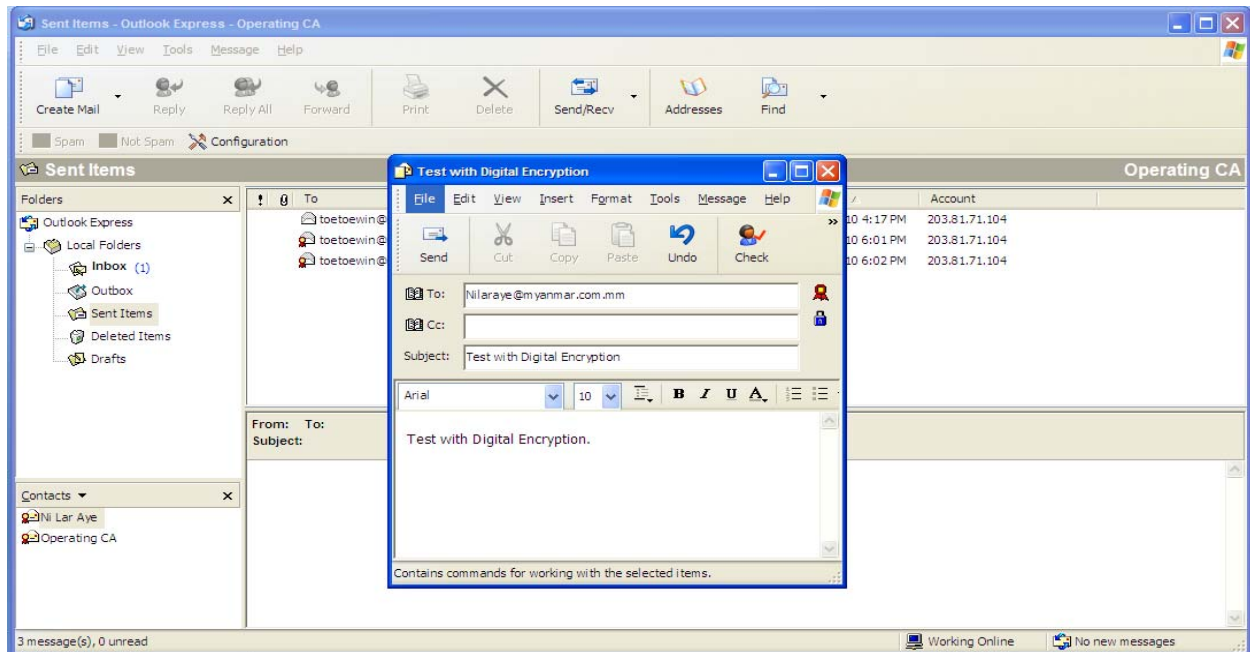 Sent Items - Outlook Express - Operating CA
File Edit View Tools Message Help
Create Mail Reply Reply All Forward Print Delete Send/Recv Addresses Find
Spam Not Spam Configuration
Sent Items Operating CA
Folders x
Outlook Express
Local Folders
Inbox (1)
Outbox
Sent Items
Deleted Items
Drafts
Contacts x
Ni Lar Aye
Operating CA
! To Account
toetoewin@ 10 4:17 PM 203.81.71.104
toetoewin@ 10 6:01 PM 203.81.71.104
toetoewin@ 10 6:02 PM 203.81.71.104
From: To:
Subject:
Test with Digital Encryption
File Edit View Insert Format Tools Message Help
Send Cut Copy Paste Undo Check
To: Nilaraye@myanmar.com.mm
Cc:
Subject: Test with Digital Encryption
Arial 10 B I U A
Test with Digital Encryption.
Contains commands for working with the selected items.
3 message(s), 0 unread Working Online No new messages